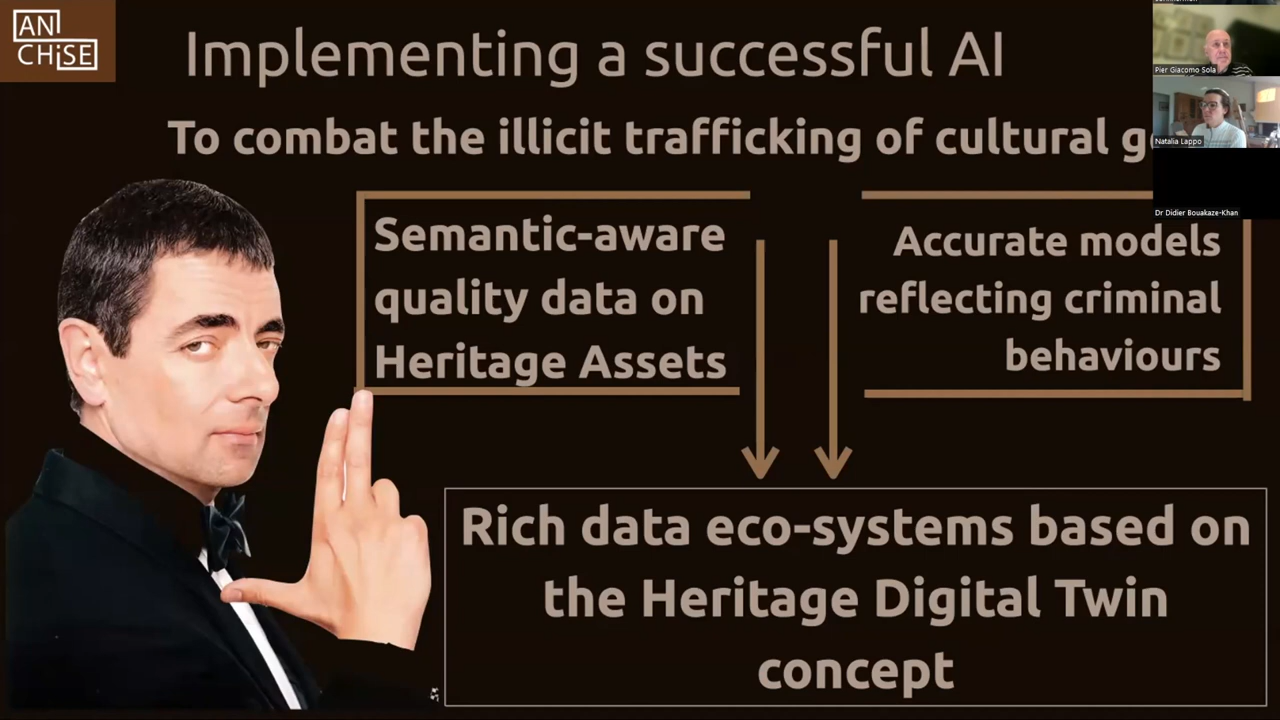 AN
CHiSE
Implementing a successful AI
To combat the illicit trafficking of cultural
Semantic-aware
quality data on
Heritage Assets
Accurate models
reflecting criminal
behaviours
Rich data eco-systems based on
the Heritage Digital Twin
concept
Pier Giacomo Sola
Natalia Lappo
Dr Didier Bouakaze-Khan